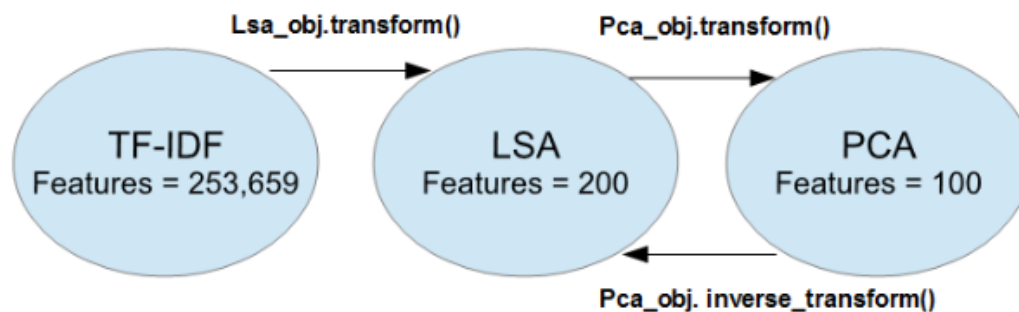 Lsa_obj.transform()
Pca_obj.transform()
TF-IDF
Features = 253,659
LSA
Features = 200
PCA
Features = 100
Pca_obj. inverse_transform()